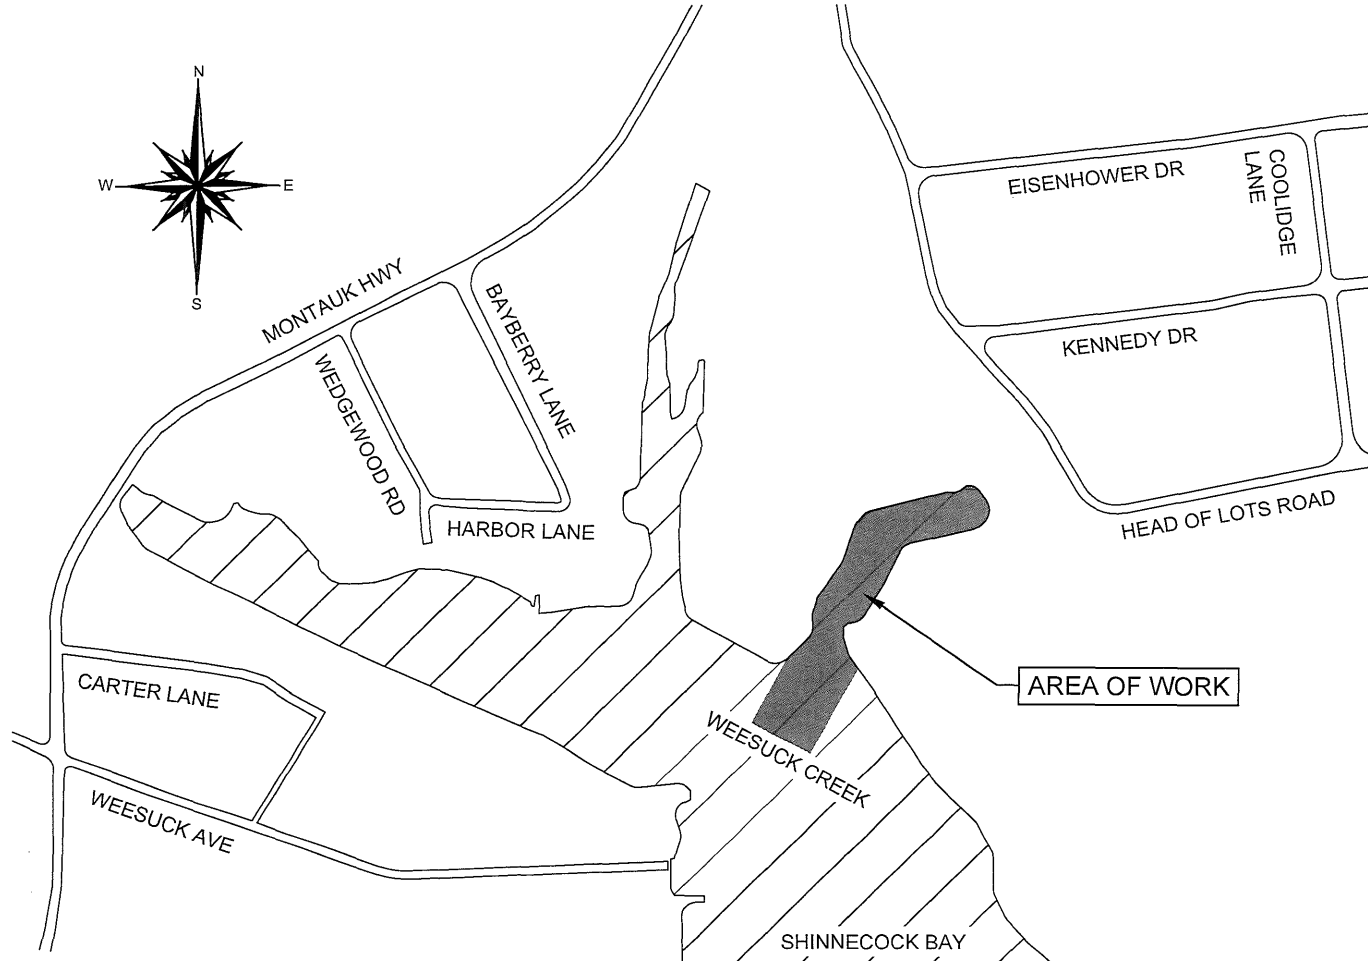 N
W
E
S
EISENHOWER DR
COOLIDGE
LANE
MONTAUK HWY
BAYBERRY LANE
KENNEDY DR
WEDGEWOOD RD
HARBOR LANE
HEAD OF LOTS ROAD
CARTER LANE
AREA OF WORK
WEESUCK CREEK
WEESUCK AVE
SHINNECOCK BAY